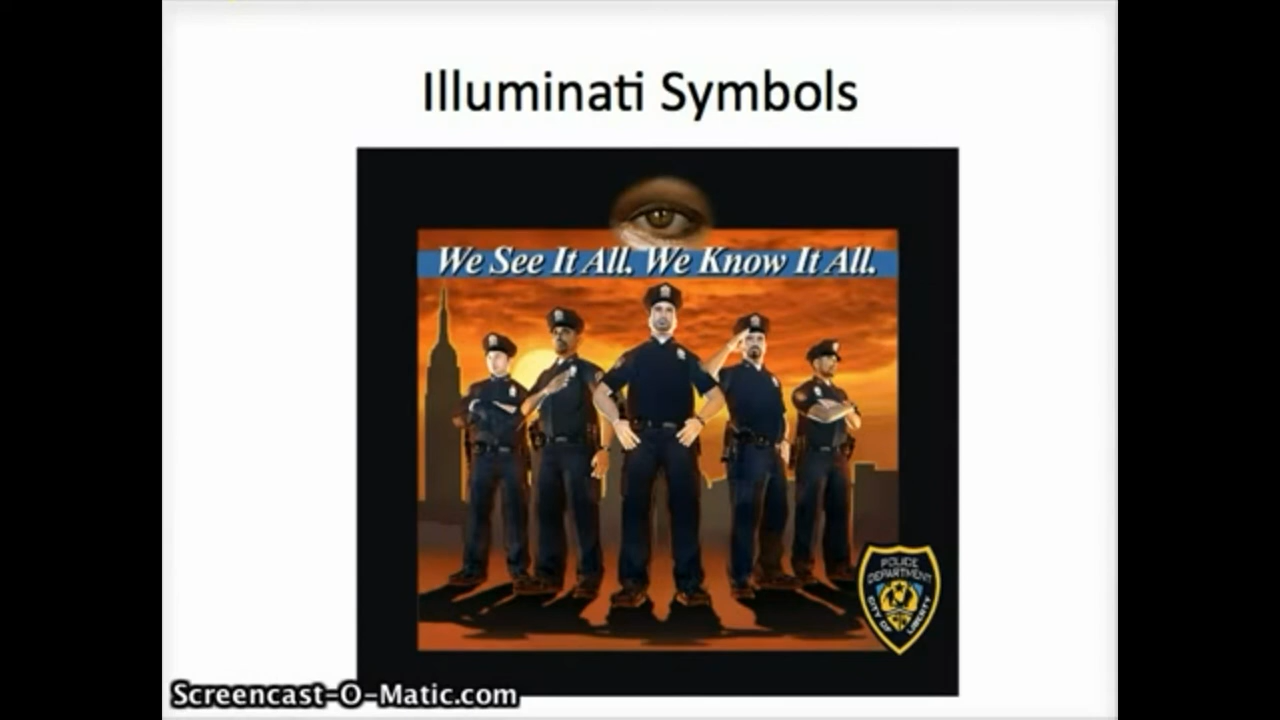 Illuminati Symbols
We See It All, We Know It All.
POLICE
DEPARTMENT
CITY OF LIBERTY
Screencast-O-Matic.com